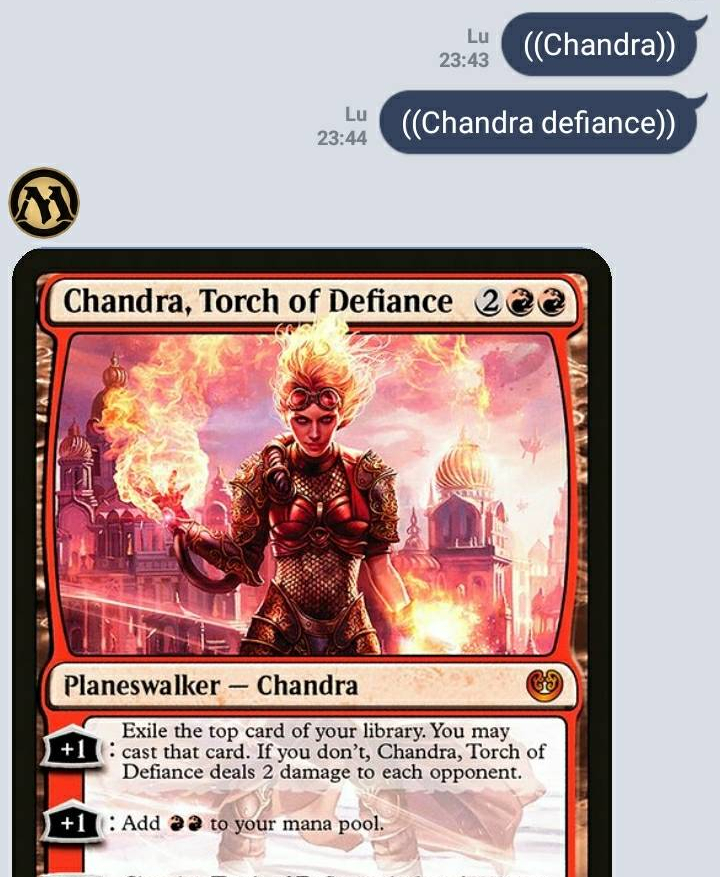 Lu
23:43
((Chandra))
Lu
23:44
((Chandra defiance))
M
Chandra, Torch of Defiance 2
Planeswalker — Chandra
+1 : Exile the top card of your library. You may
cast that card. If you don't, Chandra, Torch of
Defiance deals 2 damage to each opponent.
+1 : Add to your mana pool.